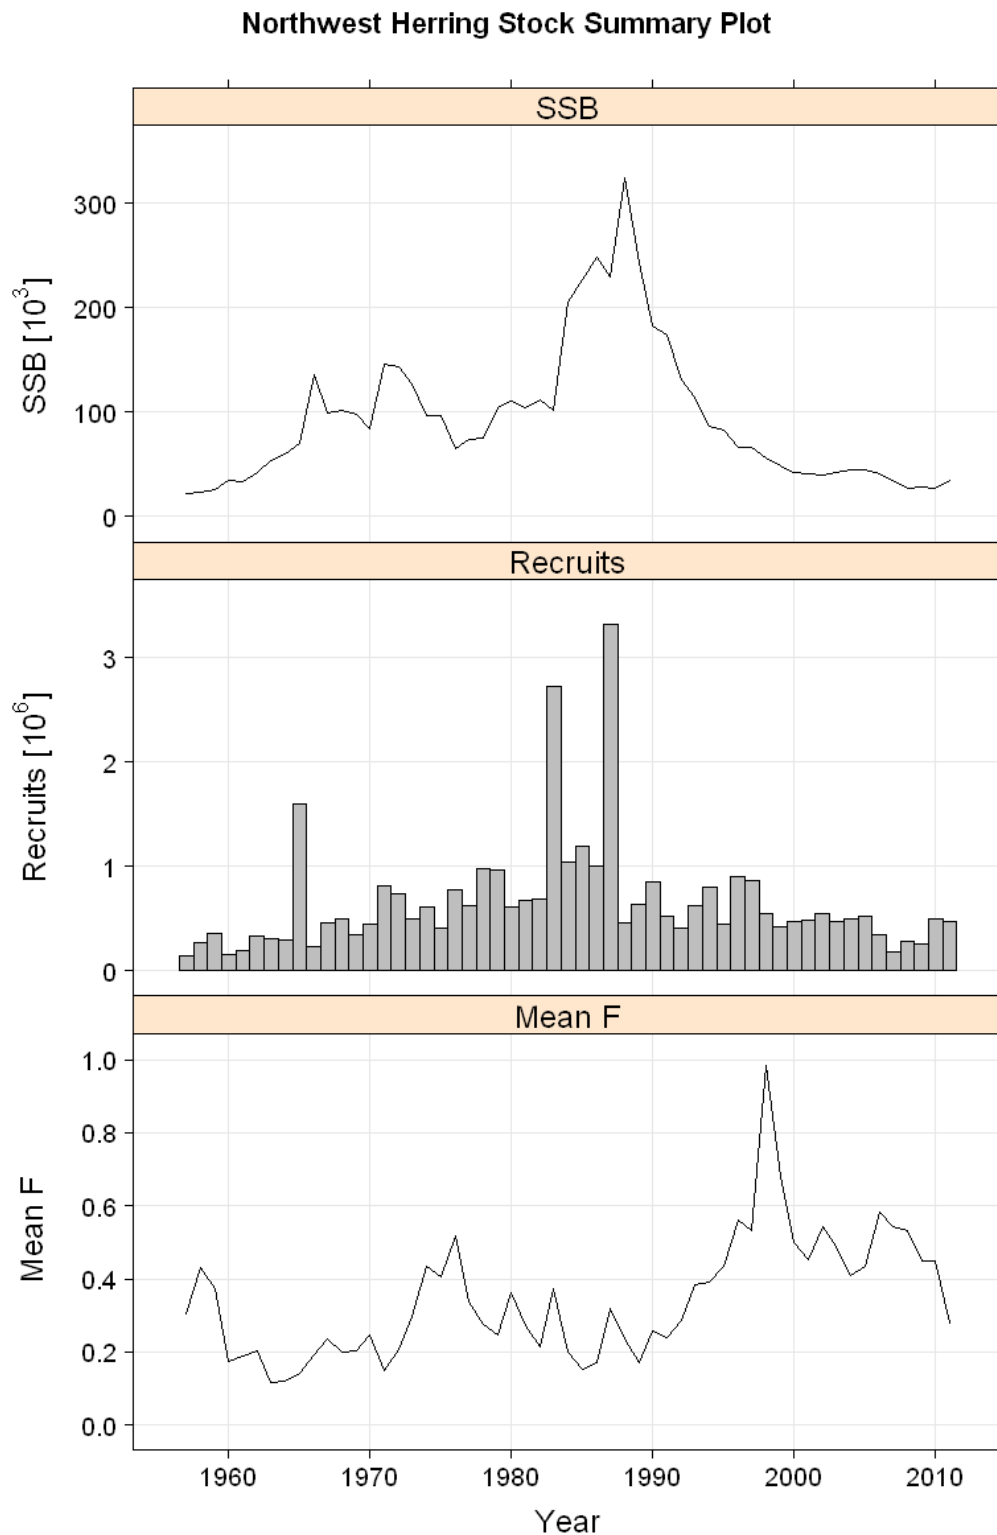 Northwest Herring Stock Summary Plot
SSB
SSB [10³]
300
200
100
0
Recruits
Recruits [10⁶]
3
2
1
0
Mean F
Mean F
1.0
0.8
0.6
0.4
0.2
0.0
1960 1970 1980 1990 2000 2010
Year